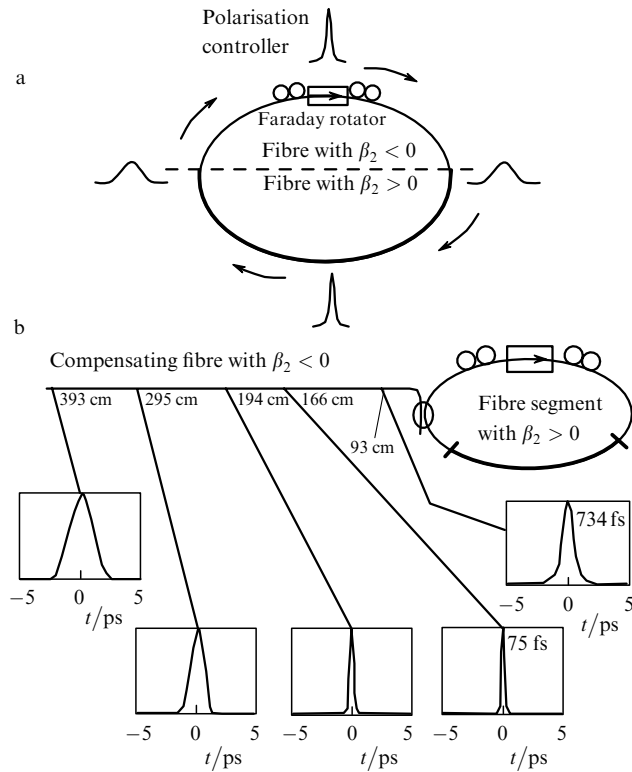 Polarisation
controller
a
Faraday rotator
Fibre with β₂ < 0
Fibre with β₂ > 0
b
Compensating fibre with β₂ < 0
393 cm
295 cm
194 cm
166 cm
93 cm
Fibre segment
with β₂ > 0
734 fs
−5 0 5
t/ps
−5 0 5
t/ps
75 fs
−5 0 5
t/ps
−5 0 5
t/ps
−5 0 5
t/ps